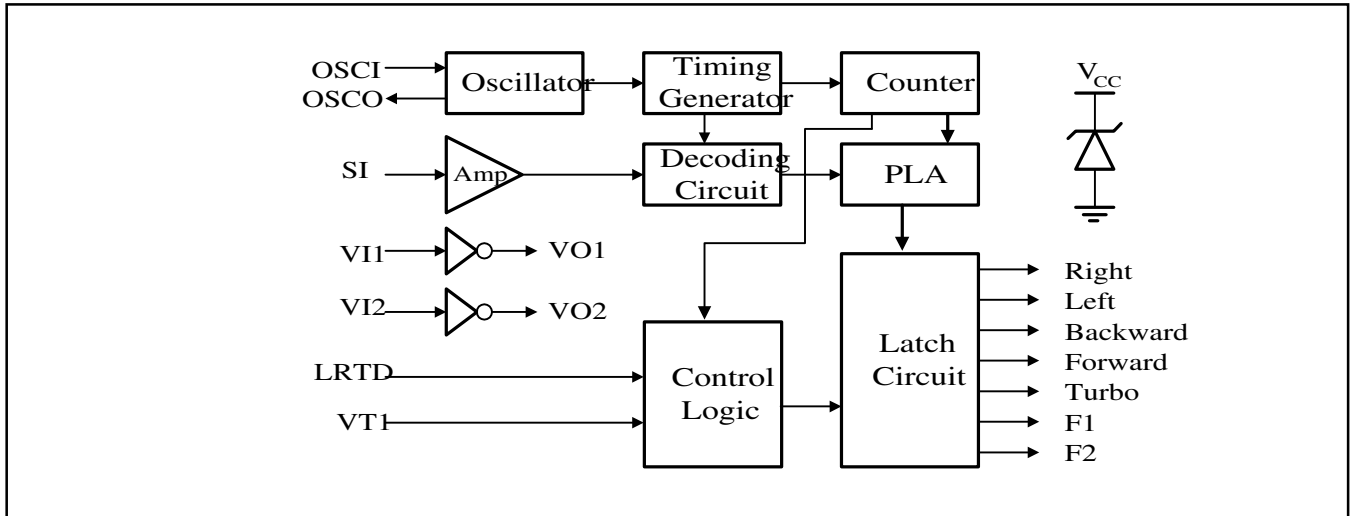 OSCI
OSCO
Oscillator
Timing
Generator
Counter
VCC
SI
Amp
Decoding
Circuit
PLA
VI1
VO1
VI2
VO2
LRTD
VT1
Control
Logic
Latch
Circuit
Right
Left
Backward
Forward
Turbo
F1
F2